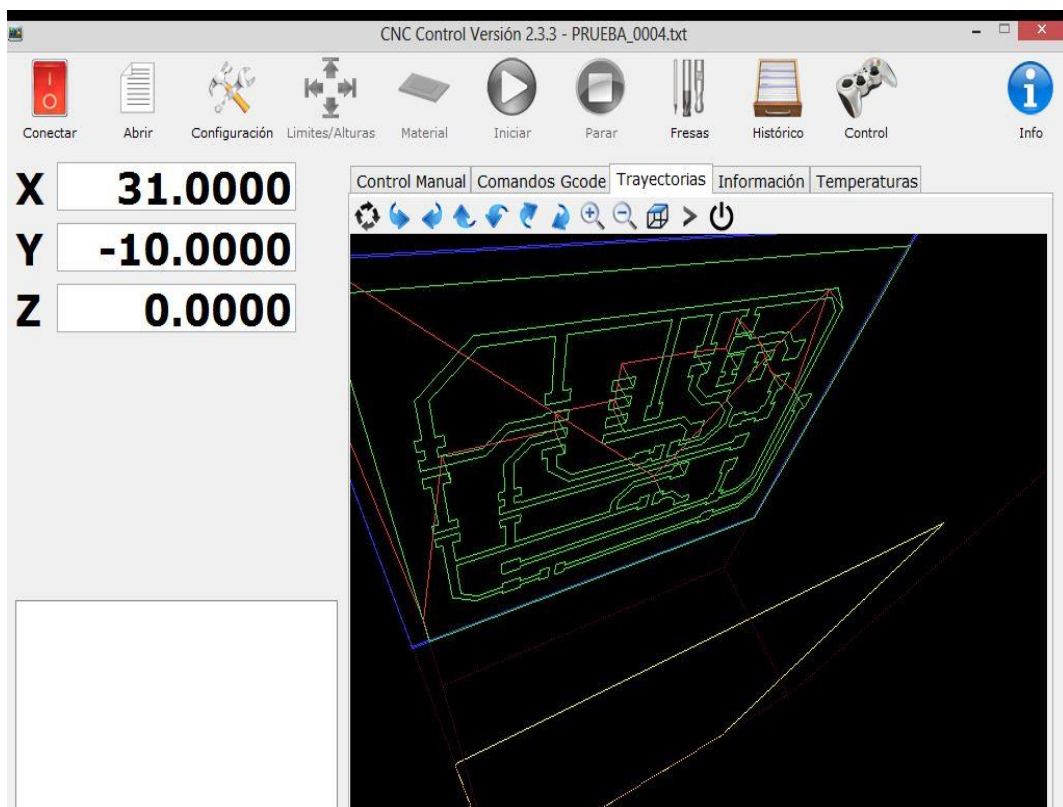 CNC Control Versión 2.3.3 - PRUEBA_0004.txt
Conectar Abrir Configuración Limites/Alturas Material Iniciar Parar Fresas Histórico Control Info
X 31.0000
Y -10.0000
Z 0.0000
Control Manual Comandos Gcode Trayectorias Información Temperaturas